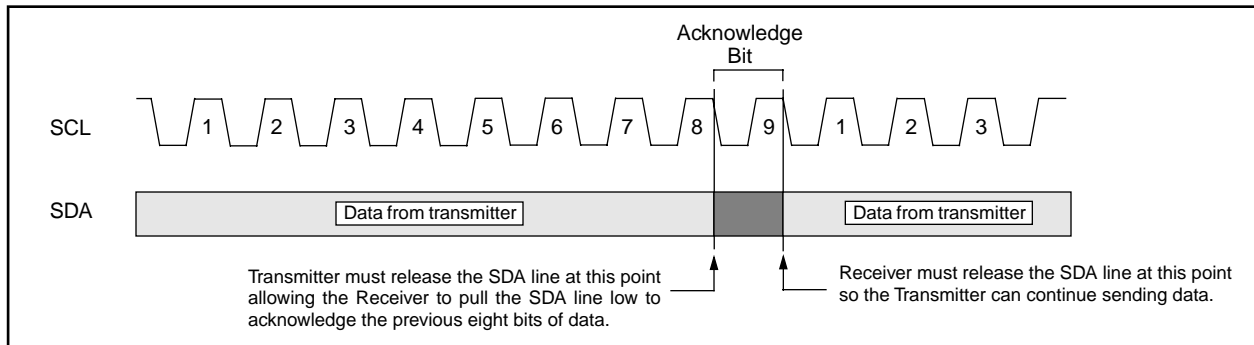 Acknowledge
Bit
SCL
1 2 3 4 5 6 7 8 9 1 2 3
SDA
Data from transmitter
Data from transmitter
Transmitter must release the SDA line at this point
allowing the Receiver to pull the SDA line low to
acknowledge the previous eight bits of data.
Receiver must release the SDA line at this point
so the Transmitter can continue sending data.